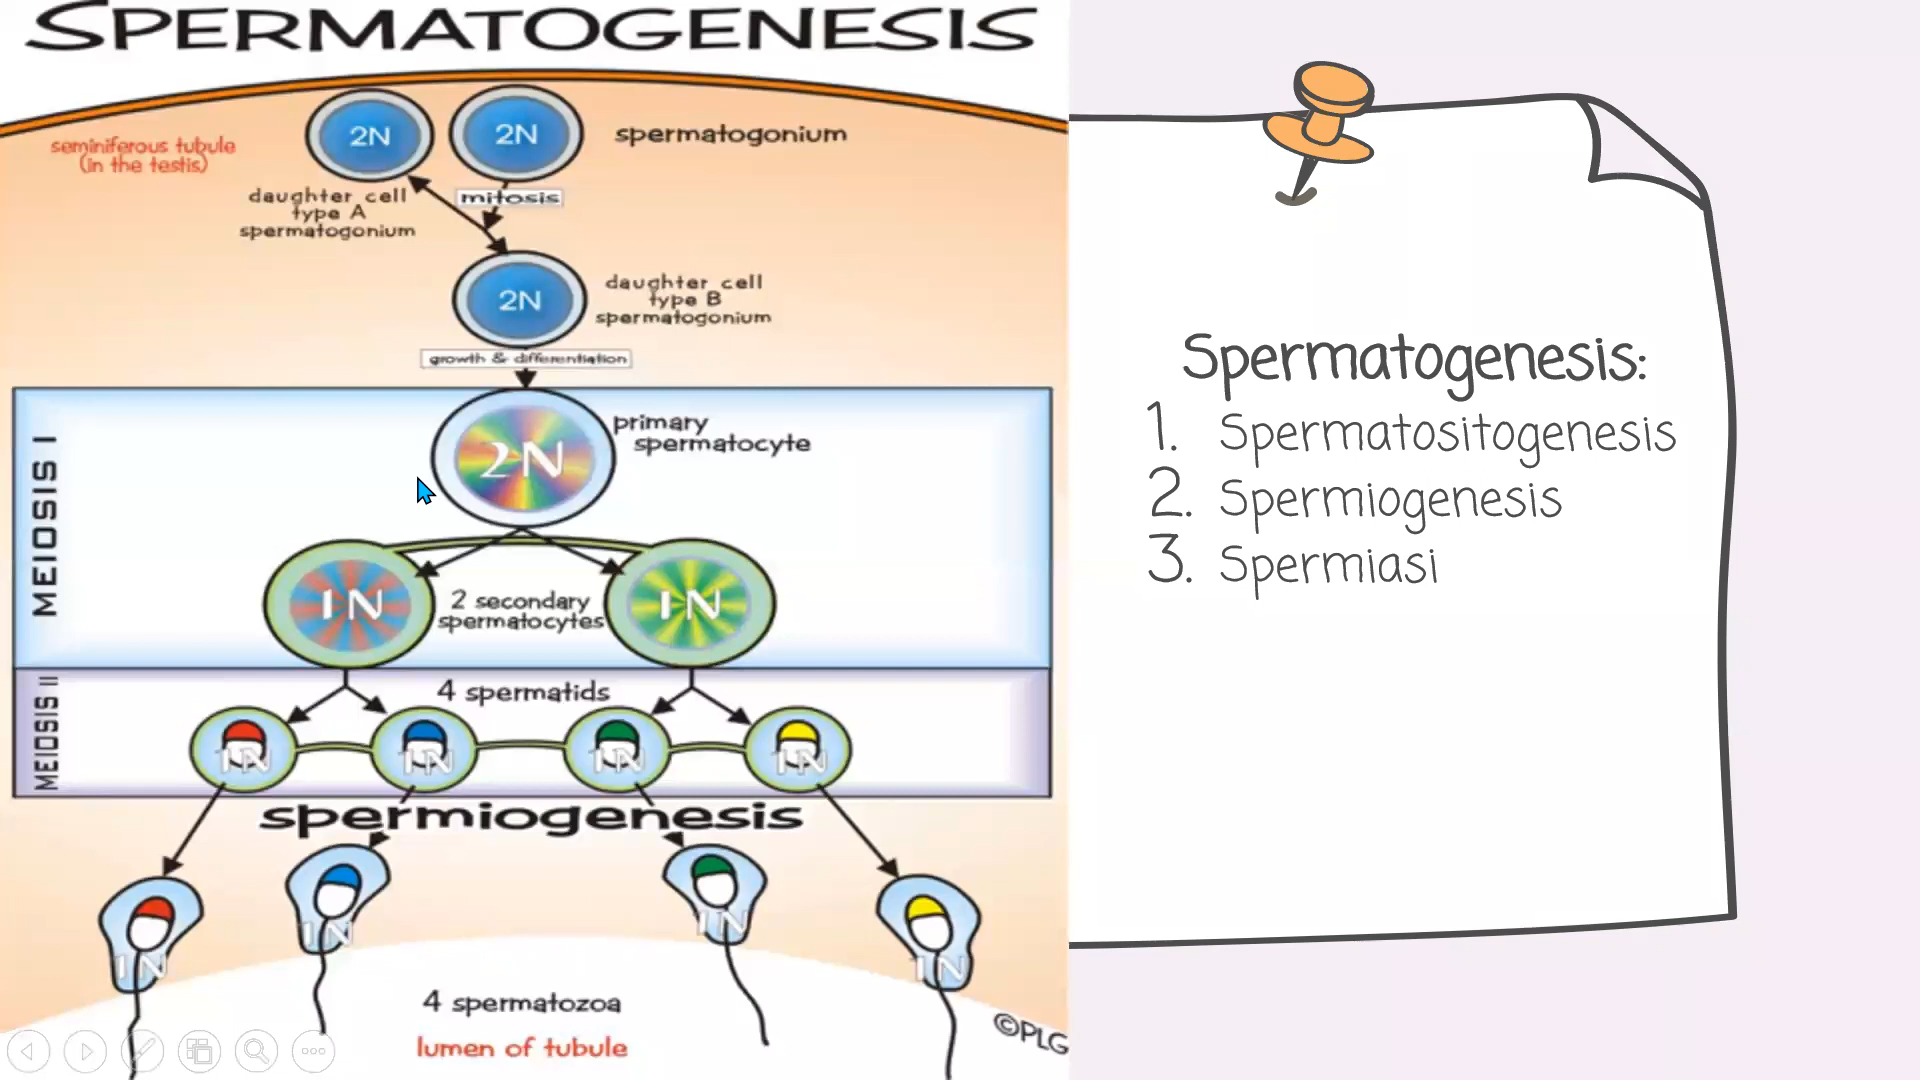 SPERMATOGENESIS
seminiferous tubule
(in the testis)
2N
2N
spermatogonium
daughter cell
type A
spermatogonium
mitosis
2N
daughter cell
type B
spermatogonium
growth & differentiation
MEIOSIS I
2N
primary
spermatocyte
1N
2 secondary
spermatocytes
1N
MEIOSIS II
4 spermatids
1N
1N
1N
1N
spermiogenesis
1N
1N
1N
1N
4 spermatozoa
lumen of tubule
©PLG
Spermatogenesis:
1. Spermatositogenesis
2. Spermiogenesis
3. Spermiasi